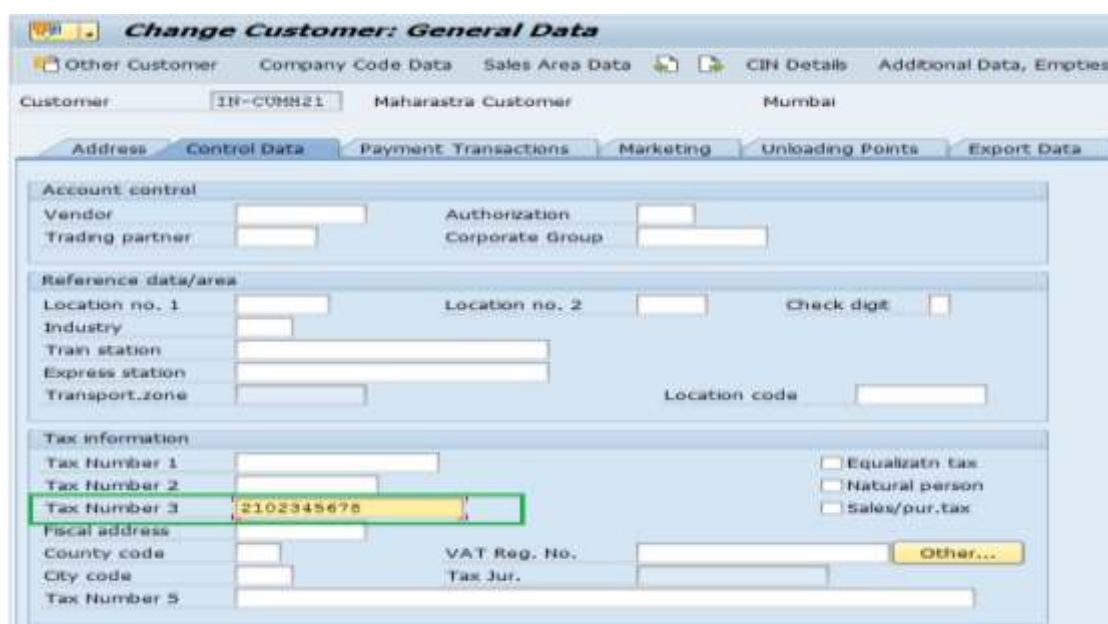 Change Customer: General Data
Other Customer Company Code Data Sales Area Data CIN Details Additional Data, Empties
Customer Maharastra Customer Mumbai
Address Control Data Payment Transactions Marketing Unloading Points Export Data
Account control
Vendor Authorization
Trading partner Corporate Group
Reference data/area
Location no. 1 Location no. 2 Check digit
Industry
Train station
Express station
Transport.zone Location code
Tax information
Tax Number 1 Equalizatn tax
Tax Number 2 Natural person
Tax Number 3 2102345678 Sales/pur.tax
Fiscal address
County code VAT Reg. No. Other...
City code Tax Jur.
Tax Number 5